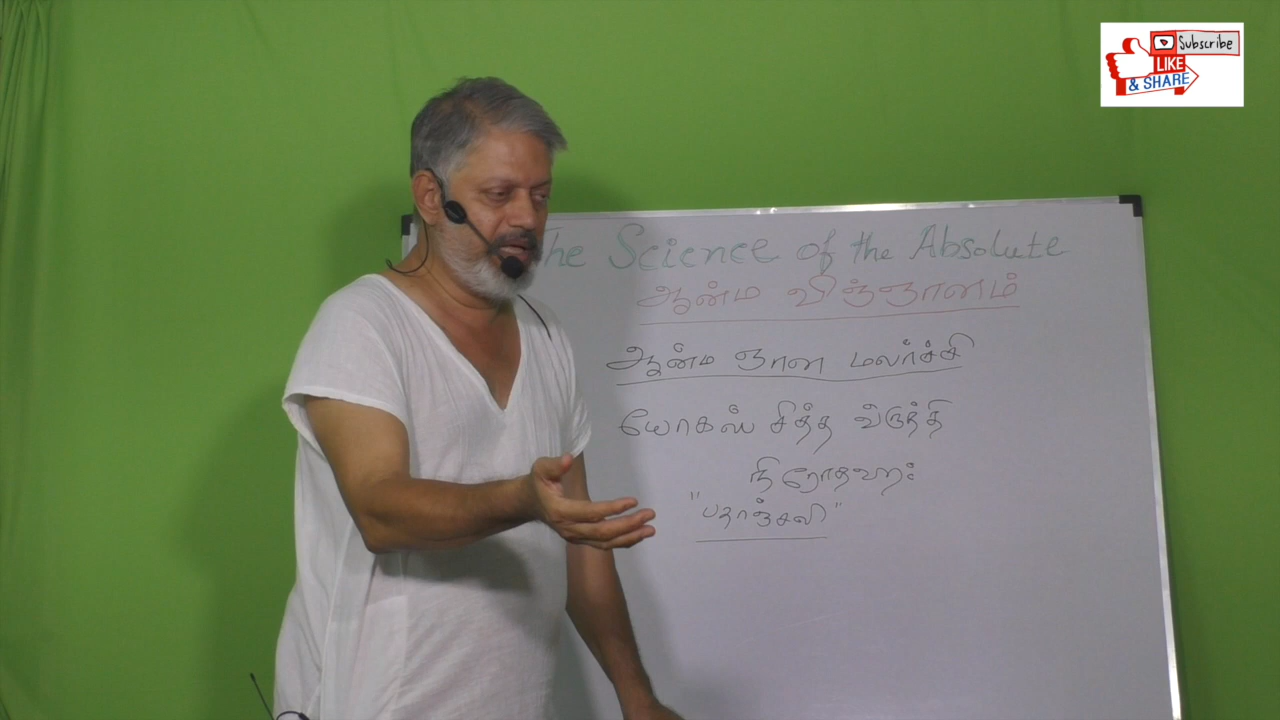 Subscribe
LIKE
& SHARE
The Science of the Absolute
ஆன்ம விஞ்ஞானம்
ஆன்ம ஞான மலர்ச்சி
யோகஸ் சித்த வ்ருத்தி
நிரோதஹ:
"பதாஞ்சலி"